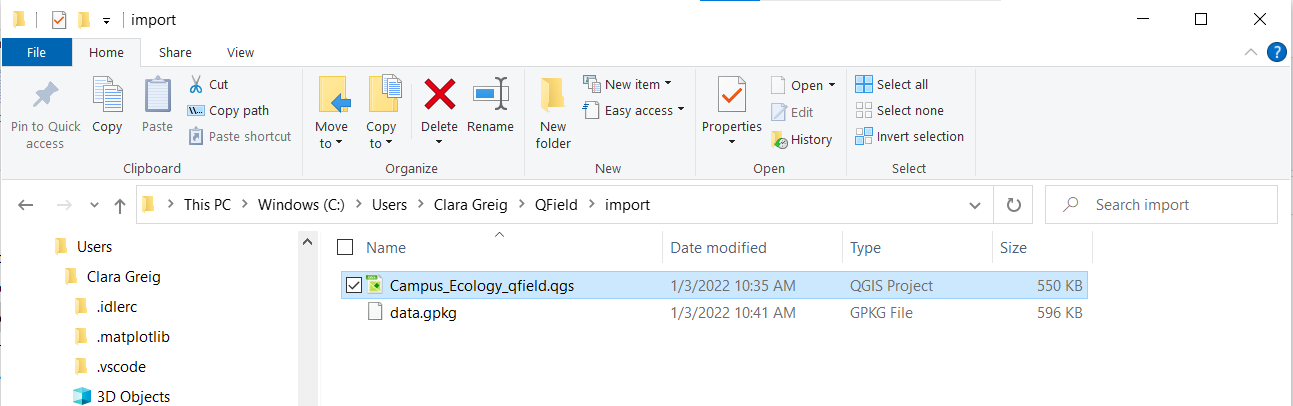 import
File Home Share View
Pin to Quick access
Copy
Paste
Cut
Copy path
Paste shortcut
Clipboard
Move to
Copy to
Delete
Rename
Organize
New folder
New item
Easy access
New
Properties
Open
Edit
History
Open
Select all
Select none
Invert selection
Select
This PC Windows (C:) Users Clara Greig QField import
Search import
Users
Clara Greig
.idlerc
.matplotlib
.vscode
3D Objects
Name Date modified Type Size
Campus_Ecology_qfield.qgs 1/3/2022 10:35 AM QGIS Project 550 KB
data.gpkg 1/3/2022 10:41 AM GPKG File 596 KB